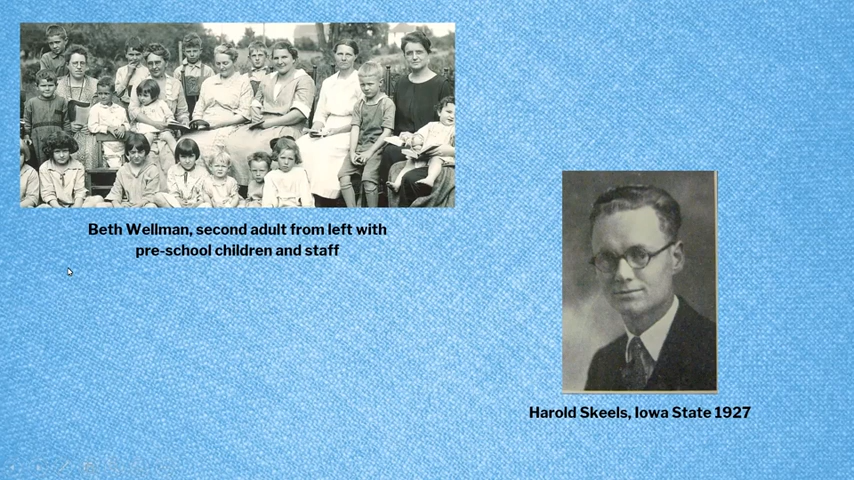 Beth Wellman, second adult from left with
pre-school children and staff
Harold Skeels, Iowa State 1927